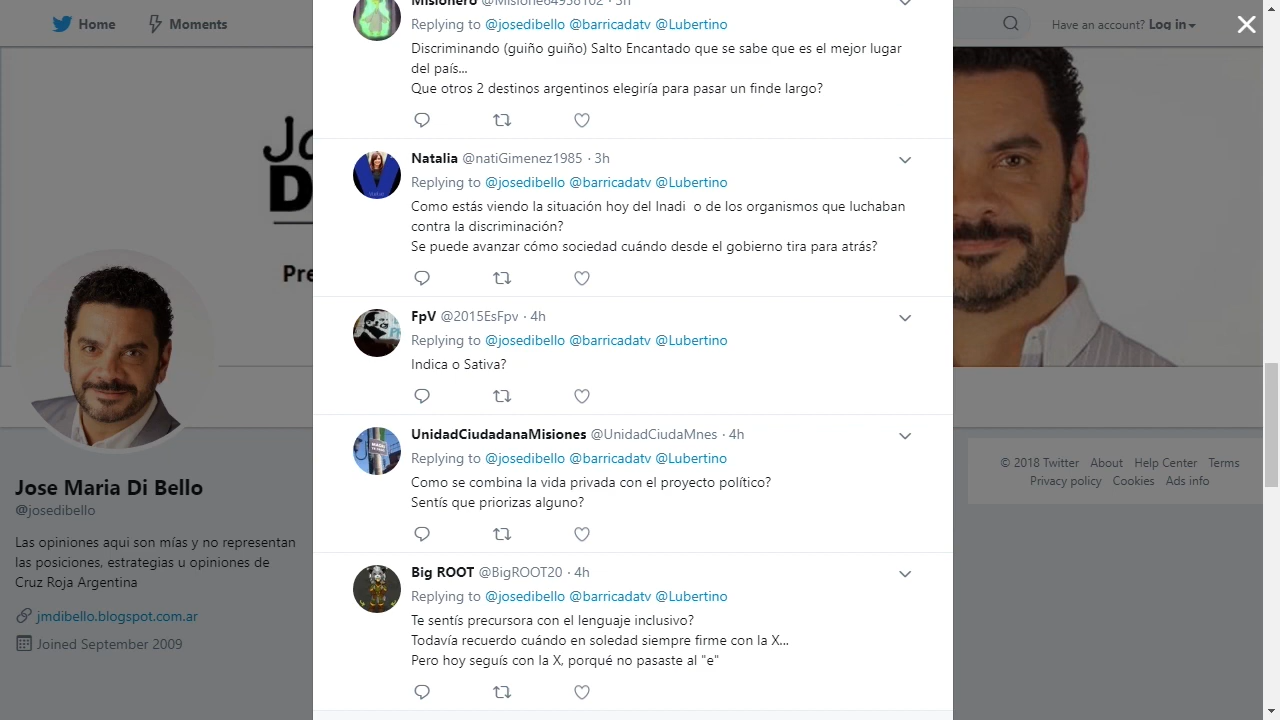 Home
Moments
Have an account? Log in
Jo
D
Pre
Jose Maria Di Bello
@josedibello
Las opiniones aqui son mías y no representan
las posiciones, estrategias u opiniones de
Cruz Roja Argentina
jmdibello.blogspot.com.ar
Joined September 2009
Misionero @Misione64958102 · 3h
Replying to @josedibello @barricadatv @Lubertino
Discriminando (guiño guiño) Salto Encantado que se sabe que es el mejor lugar
del país...
Que otros 2 destinos argentinos elegiría para pasar un finde largo?
Natalia @natiGimenez1985 · 3h
Replying to @josedibello @barricadatv @Lubertino
Como estás viendo la situación hoy del Inadi o de los organismos que luchaban
contra la discriminación?
Se puede avanzar cómo sociedad cuándo desde el gobierno tira para atrás?
FpV @2015EsFpv · 4h
Replying to @josedibello @barricadatv @Lubertino
Indica o Sativa?
UnidadCiudadanaMisiones @UnidadCiudaMnes · 4h
Replying to @josedibello @barricadatv @Lubertino
Como se combina la vida privada con el proyecto político?
Sentís que priorizas alguno?
Big ROOT @BigROOT20 · 4h
Replying to @josedibello @barricadatv @Lubertino
Te sentís precursora con el lenguaje inclusivo?
Todavía recuerdo cuándo en soledad siempre firme con la X...
Pero hoy seguís con la X, porqué no pasaste al "e"
© 2018 Twitter About Help Center Terms
Privacy policy Cookies Ads info